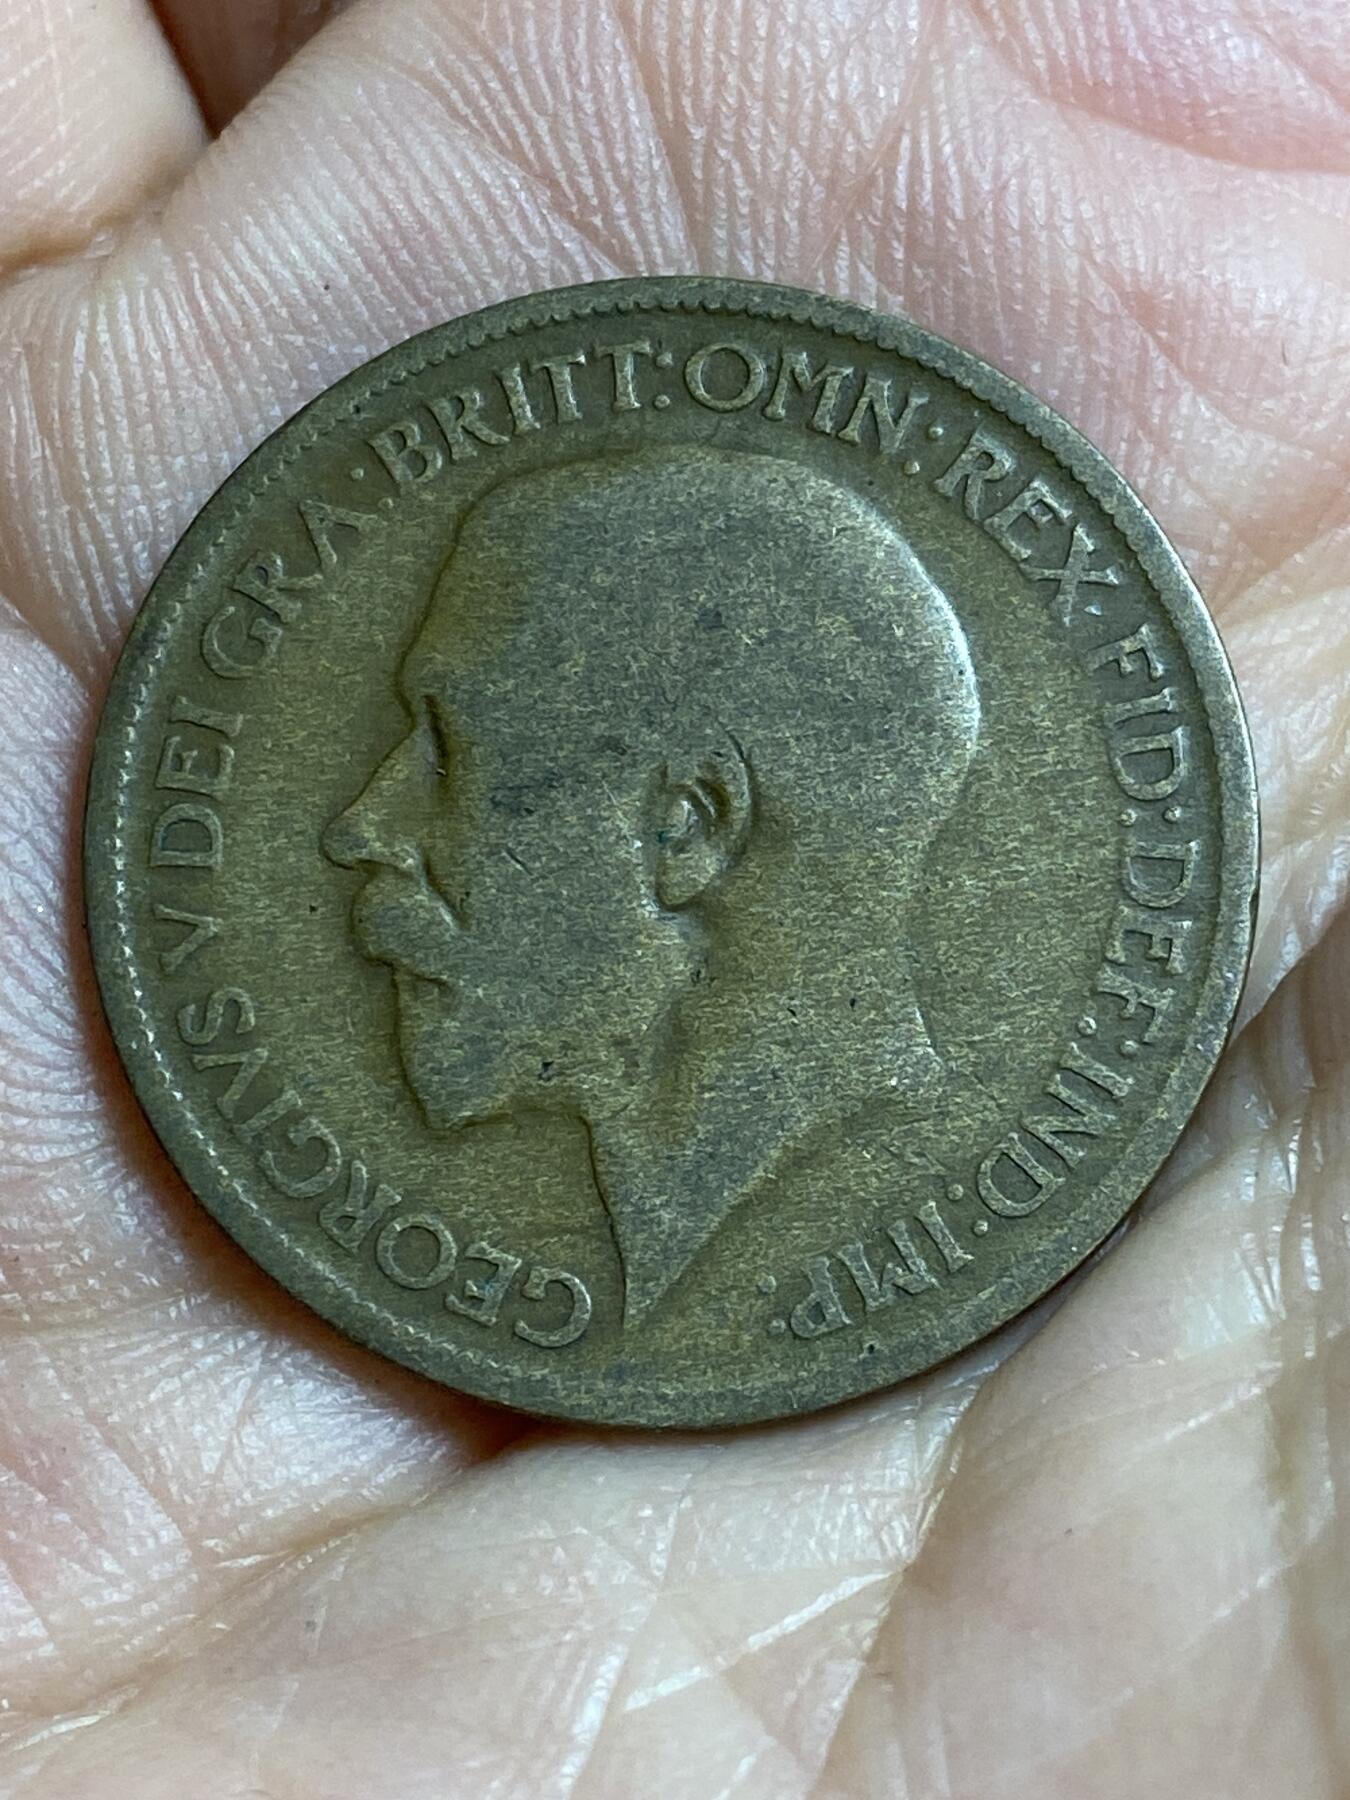 GEORGIVS V DEI GRA · BRITT: OMN: REX · FID: DEF: IND: IMP.